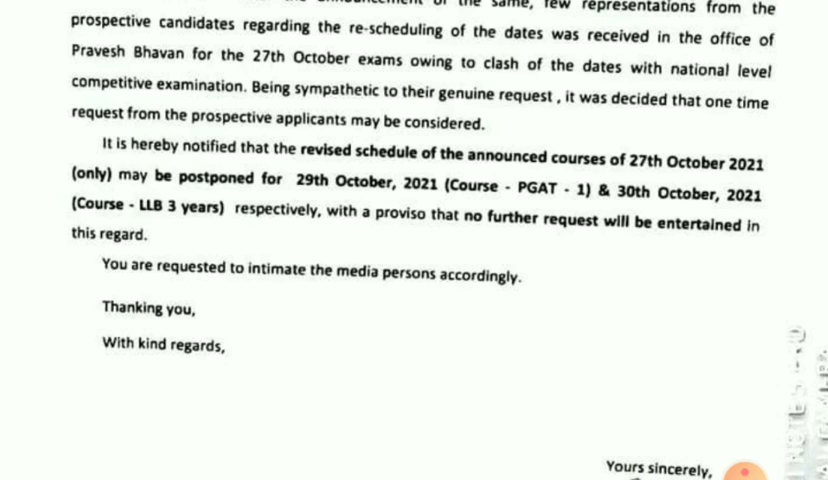 the same, few representations from the
prospective candidates regarding the re-scheduling of the dates was received in the office of
Pravesh Bhavan for the 27th October exams owing to clash of the dates with national level
competitive examination. Being sympathetic to their genuine request , it was decided that one time
request from the prospective applicants may be considered.
It is hereby notified that the revised schedule of the announced courses of 27th October 2021
(only) may be postponed for 29th October, 2021 (Course - PGAT - 1) & 30th October, 2021
(Course - LLB 3 years) respectively, with a proviso that no further request will be entertained in
this regard.
You are requested to intimate the media persons accordingly.
Thanking you,
With kind regards,
Yours sincerely,